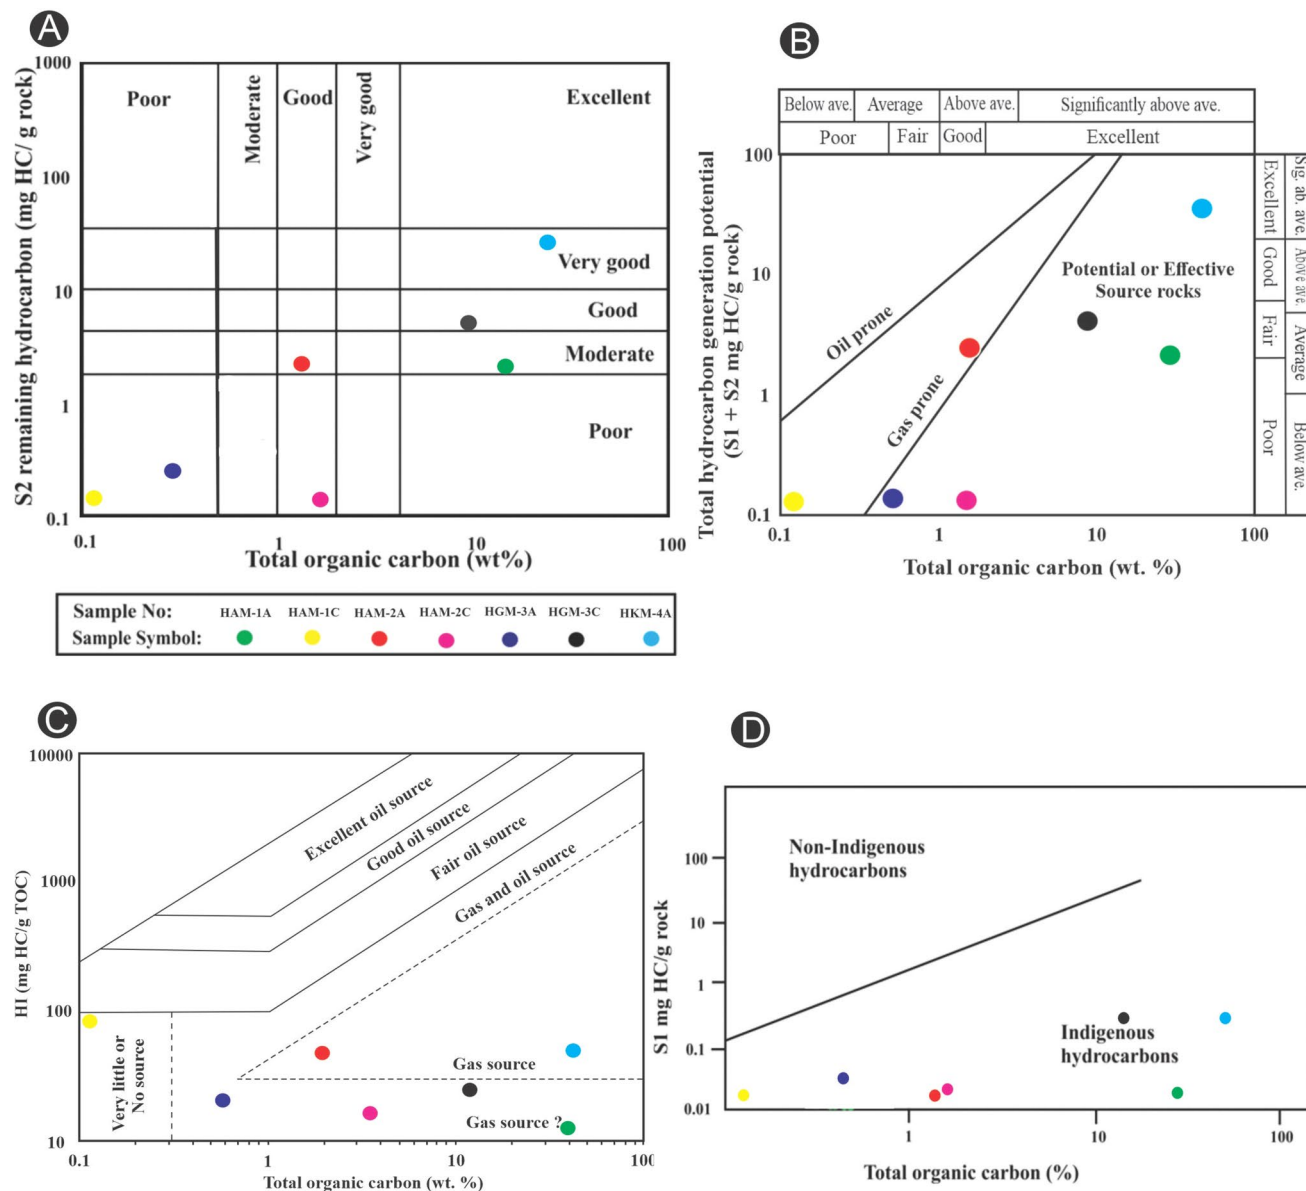 A
S2 remaining hydrocarbon (mg HC/ g rock)
1000
100
10
1
0.1
Poor
Moderate
Good
Very good
Excellent
Very good
Good
Moderate
Poor
0.1
1
10
100
Total organic carbon (wt%)
Sample No:
HAM-1A
HAM-1C
HAM-2A
HAM-2C
HGM-3A
HGM-3C
HKM-4A
Sample Symbol:
B
Below ave.
Average
Above ave.
Significantly above ave.
Poor
Fair
Good
Excellent
Total hydrocarbon generation potential
(S1 + S2 mg HC/g rock)
100
10
1
0.1
Oil prone
Gas prone
Potential or Effective
Source rocks
Excellent
Good
Fair
Poor
Sig. ab. ave.
Above ave.
Average
Below ave.
0.1
1
10
100
Total organic carbon (wt. %)
C
HI (mg HC/g TOC)
10000
1000
100
10
Excellent oil source
Good oil source
Fair oil source
Gas and oil source
Very little or
No source
Gas source
Gas source ?
0.1
1
10
100
Total organic carbon (wt. %)
D
S1 mg HC/g rock
100
10
1
0.1
0.01
Non-Indigenous
hydrocarbons
Indigenous
hydrocarbons
1
10
100
Total organic carbon (%)